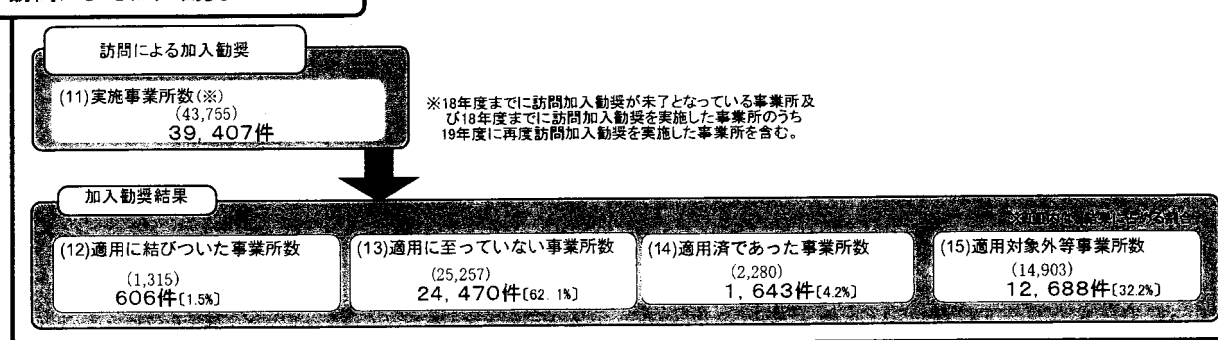 訪問による加入勧奨
(11)実施事業所数(※)
(43,755)
39,407件
※18年度までに訪問加入勧奨が未了となっている事業所及
び18年度までに訪問加入勧奨を実施した事業所のうち
19年度に再度訪問加入勧奨を実施した事業所を含む。
加入勧奨結果
(12)適用に結びついた事業所数
(1,315)
606件〔1.5%〕
(13)適用に至っていない事業所数
(25,257)
24,470件〔62.1%〕
(14)適用済であった事業所数
(2,280)
1,643件〔4.2%〕
(15)適用対象外等事業所数
(14,903)
12,688件〔32.2%〕